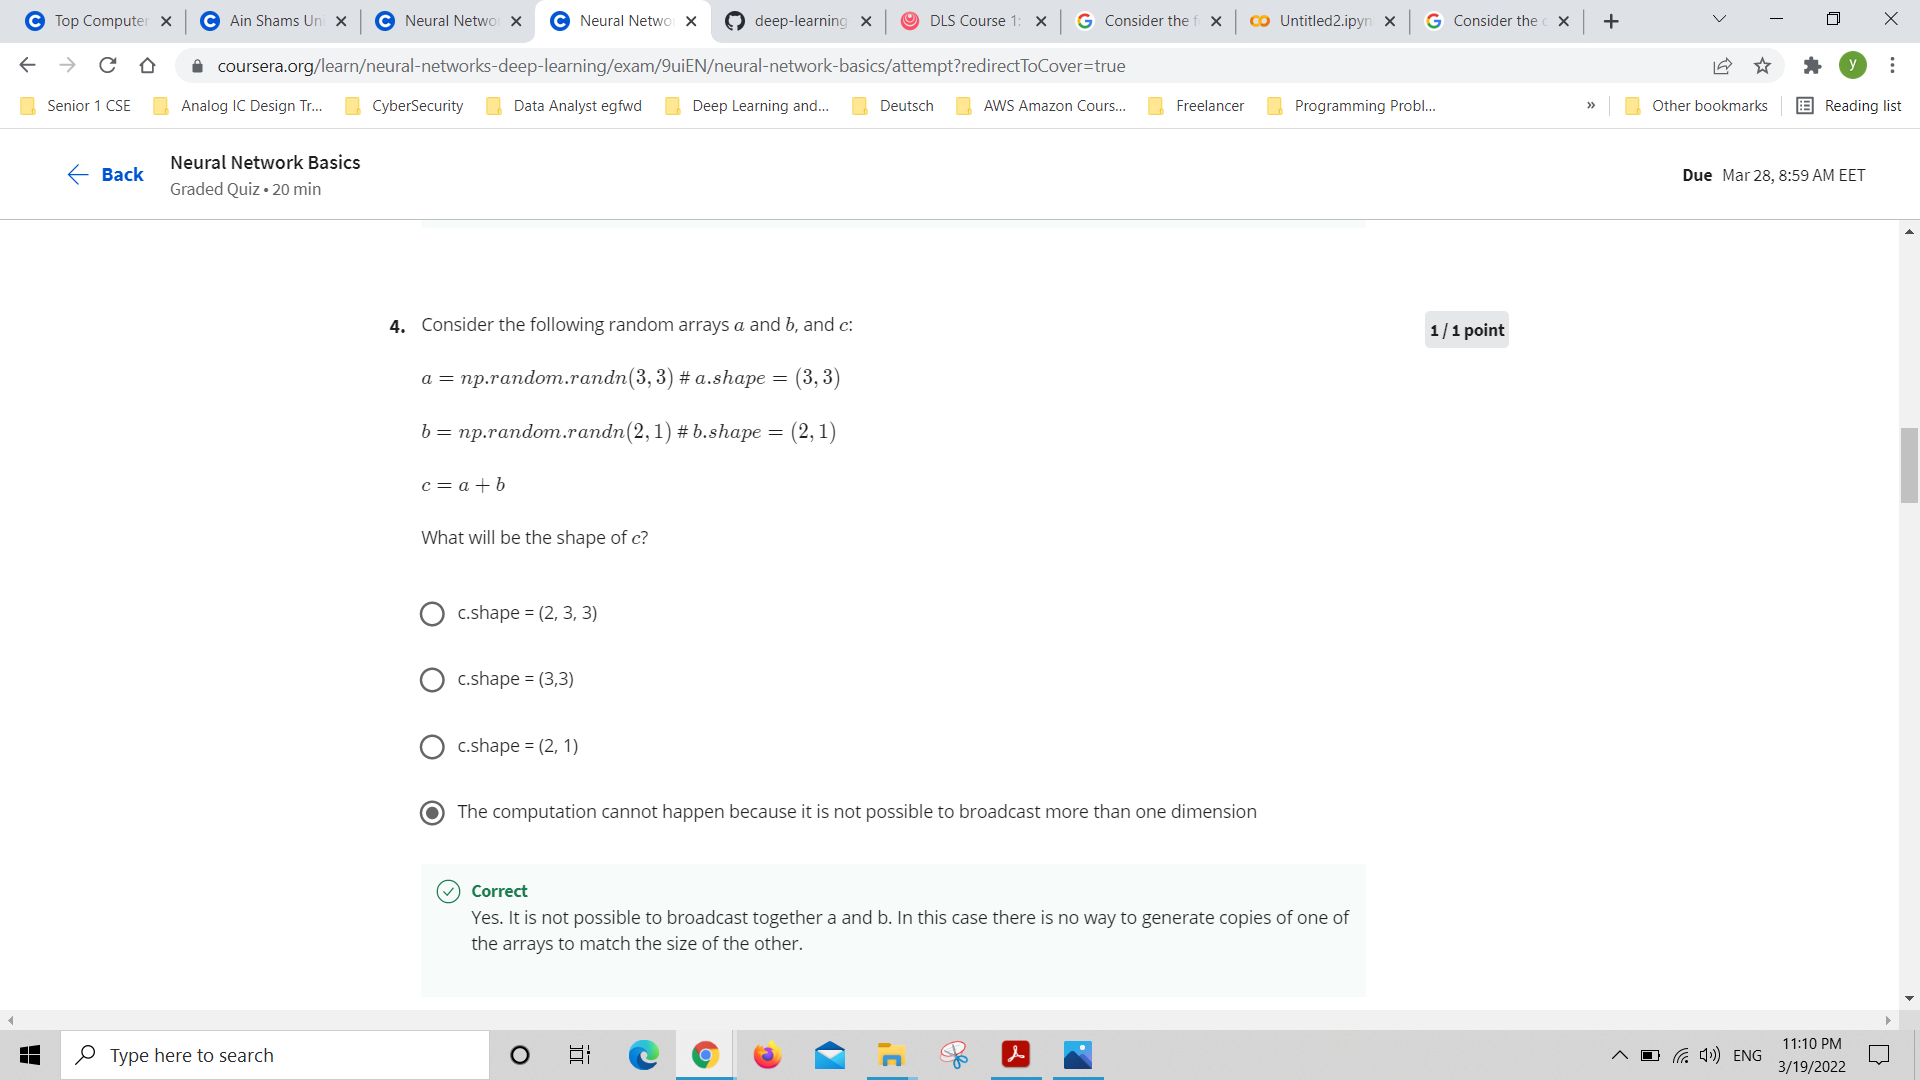 Top Computer
Ain Shams Uni
Neural Networ
Neural Networ
deep-learning
DLS Course 1:
Consider the f
Untitled2.ipyn
Consider the c
coursera.org/learn/neural-networks-deep-learning/exam/9uiEN/neural-network-basics/attempt?redirectToCover=true
y
Senior 1 CSE
Analog IC Design Tr...
CyberSecurity
Data Analyst egfwd
Deep Learning and...
Deutsch
AWS Amazon Cours...
Freelancer
Programming Probl...
»
Other bookmarks
Reading list
Back
Neural Network Basics
Graded Quiz • 20 min
Due Mar 28, 8:59 AM EET
4. Consider the following random arrays a and b, and c:
1 / 1 point
a = np.random.randn(3, 3) # a.shape = (3, 3)
b = np.random.randn(2, 1) # b.shape = (2, 1)
c = a + b
What will be the shape of c?
c.shape = (2, 3, 3)
c.shape = (3,3)
c.shape = (2, 1)
The computation cannot happen because it is not possible to broadcast more than one dimension
Correct
Yes. It is not possible to broadcast together a and b. In this case there is no way to generate copies of one of
the arrays to match the size of the other.
Type here to search
ENG
11:10 PM
3/19/2022